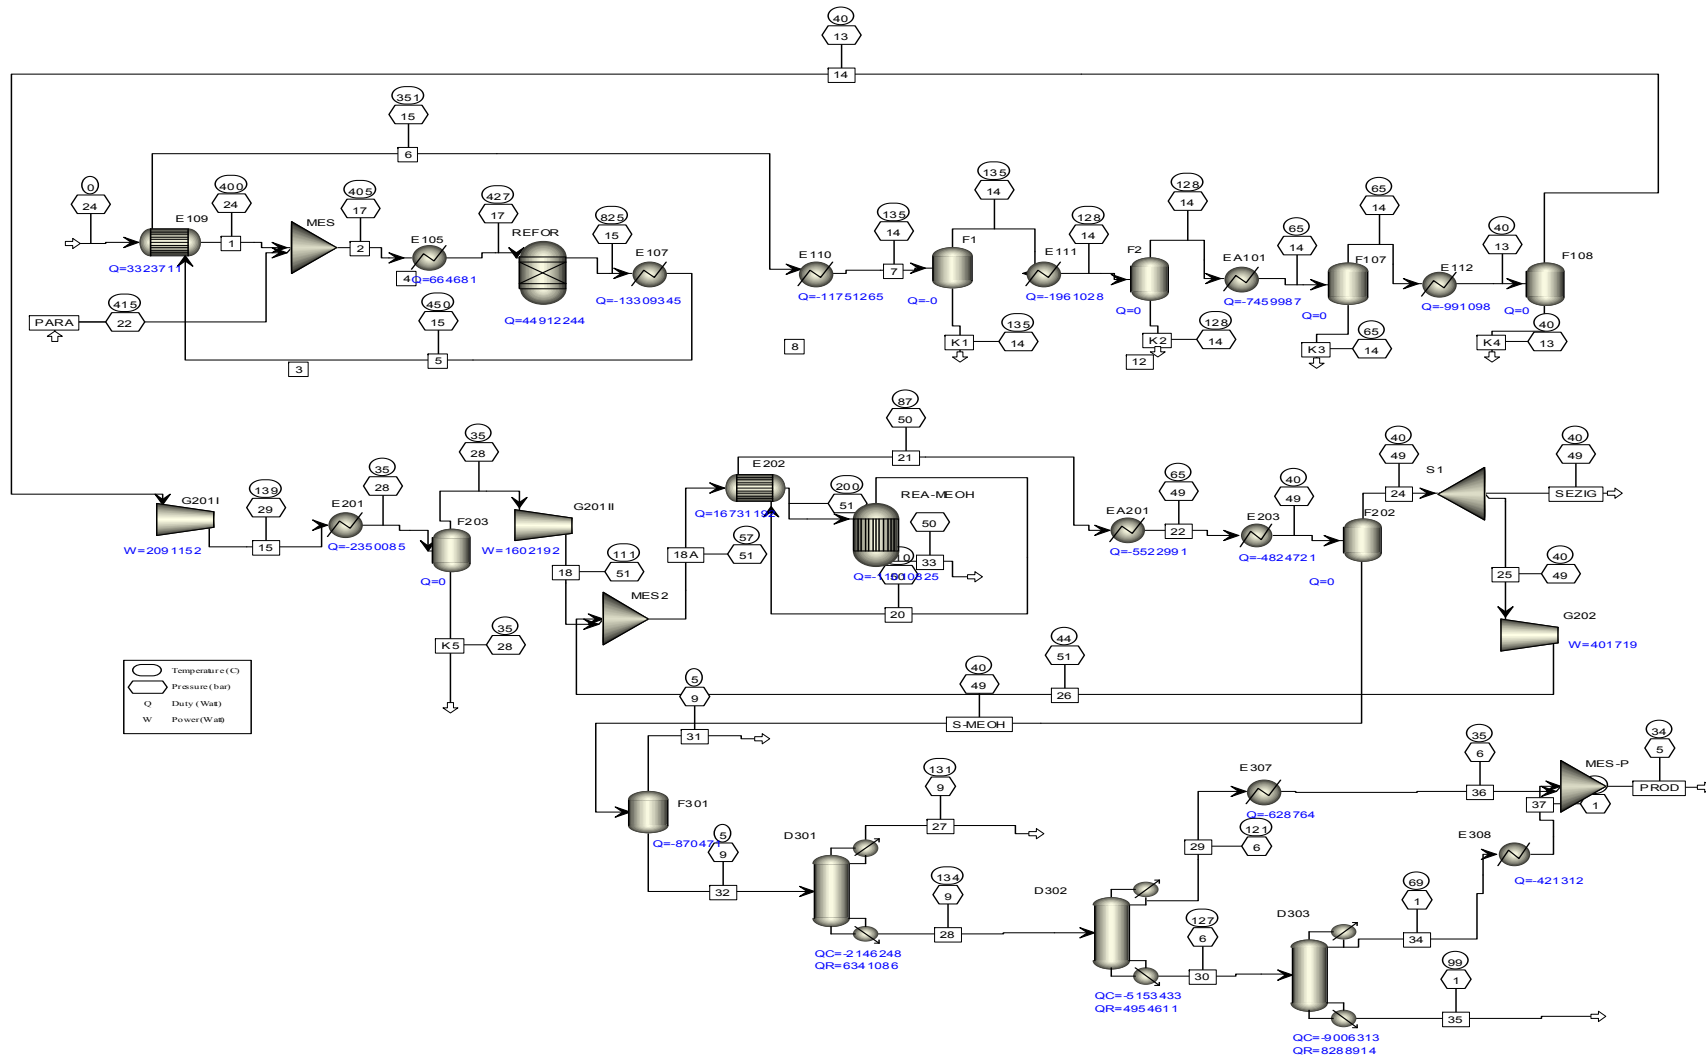 40
13
14
351
15
6
0
24
E109
Q=3323711
400
24
1
MES
405
17
2
E105
4
Q=664681
427
17
REFOR
Q=44912244
825
15
E107
Q=-13309345
415
22
PARA
450
15
5
3
E110
Q=-11751265
135
14
7
8
F1
Q=-0
135
14
K1
135
14
E111
Q=-1961028
128
14
F2
Q=0
128
14
K2
128
14
12
EA101
Q=-7459987
65
14
F107
Q=0
65
14
K3
65
14
E112
Q=-991098
40
13
F108
Q=0
K4
40
13
G201I
W=2091152
139
29
15
E201
Q=-2350085
35
28
F203
Q=0
35
28
K5
35
28
G201II
W=1602192
111
51
18
MES2
57
51
18A
E202
Q=16731192
87
50
21
200
51
REA-MEOH
50
33
20
EA201
Q=-5522991
65
49
22
E203
Q=-4824721
40
49
F202
Q=0
40
49
24
S1
40
49
SEZIG
40
49
25
G202
W=401719
44
51
26
40
49
S-MEOH
Temperature (C)
Pressure (bar)
Q Duty (Watt)
W Power(Watt)
5
9
31
F301
Q=-870471
5
9
32
D301
QC=-2146248
QR=6341086
131
9
27
134
9
28
D302
QC=-5153433
QR=4954611
121
6
29
127
6
30
E307
Q=-628764
35
6
36
MES-P
34
5
PROD
37
1
E308
Q=-421312
D303
QC=-9006313
QR=8288914
69
1
34
99
1
35